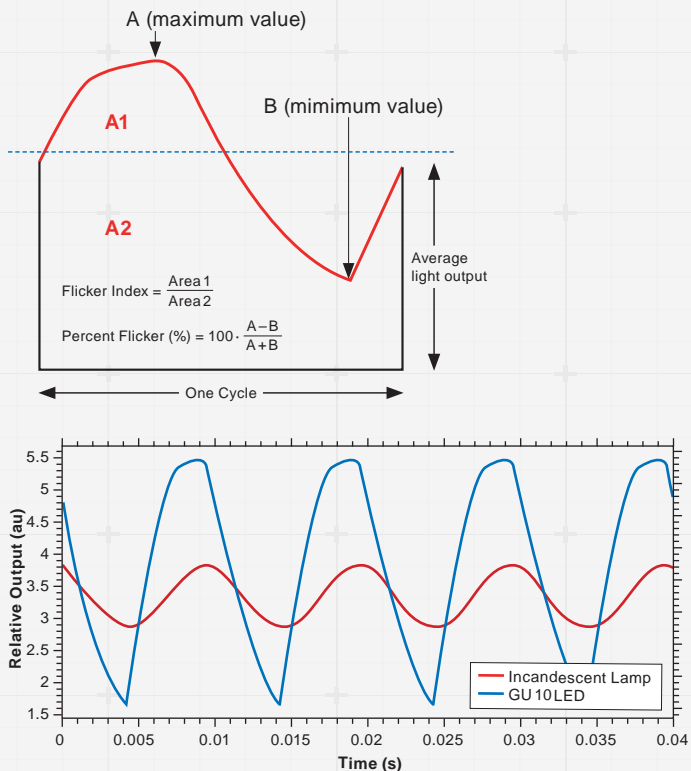 A (maximum value)
B (mimimum value)
A1
A2
Average
light output
Flicker Index = Area 1 / Area 2
Percent Flicker (%) = 100 · A–B / A+B
One Cycle
5.5
5
4.5
4
3.5
3
2.5
2
1.5
Relative Output (au)
Incandescent Lamp
GU10 LED
0 0.005 0.01 0.015 0.02 0.025 0.03 0.035 0.04
Time (s)